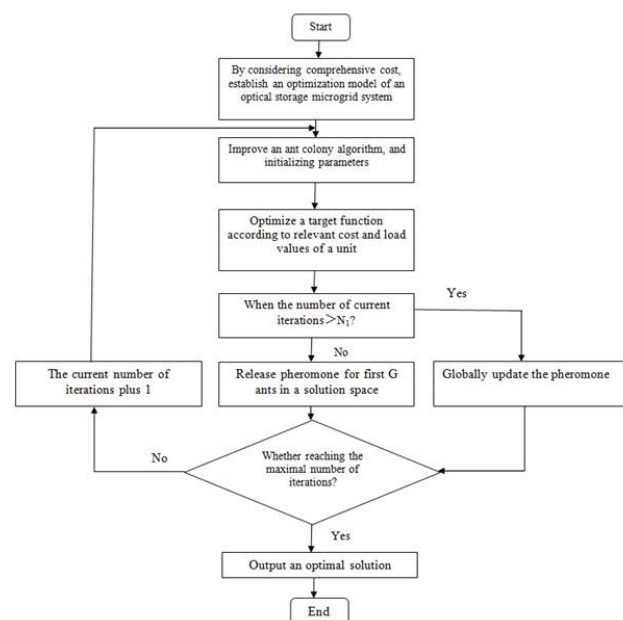 Start
By considering comprehensive cost,
establish an optimization model of an
optical storage microgrid system
Improve an ant colony algorithm, and
initializing parameters
Optimize a target function
according to relevant cost and load
values of a unit
When the number of current
iterations>N₁?
Yes
No
The current number of
iterations plus 1
Release pheromone for first G
ants in a solution space
Globally update the pheromone
Whether reaching the
maximal number of
iterations?
No
Yes
Output an optimal solution
End